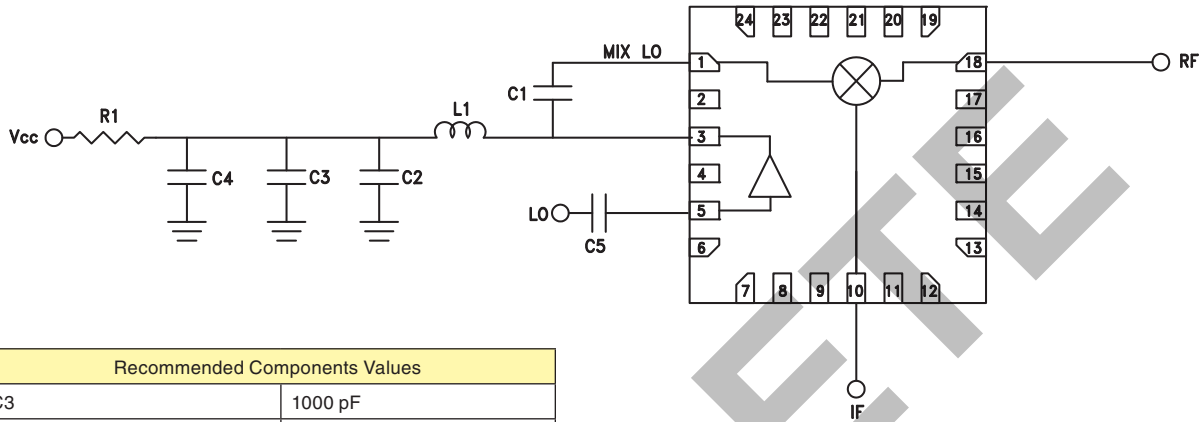 24 23 22 21 20 19
MIX LO 1 18 RF
C1
2 17
R1 L1
Vcc 3 16
C4 C3 C2 4 15
LO 5 14
C5 6 13
7 8 9 10 11 12
Recommended Components Values
C3 1000 pF
IF
ETE